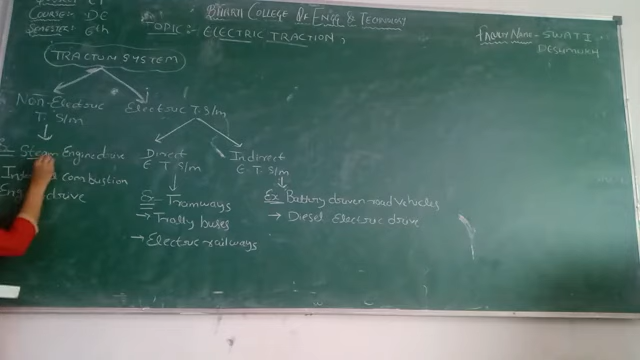 BHARTI COLLEGE OF ENGG & TECHNOLOGY
COURSE:- DE
SEMESTER:- 6th
TOPIC:- ELECTRIC TRACTION,
Faculty Name - SWATI
DESHMUKH
TRACTION SYSTEM
Non-Electric
T. S/m
Electric T. S/m
Ex Steam Engine drive
combustion
Engine drive
Direct
E T. S/m
Indirect
E T. S/m
Ex Tramways
→ Trally buses
→ Electric railways
Ex Battery driven road vehicles
→ Diesel Electric drive